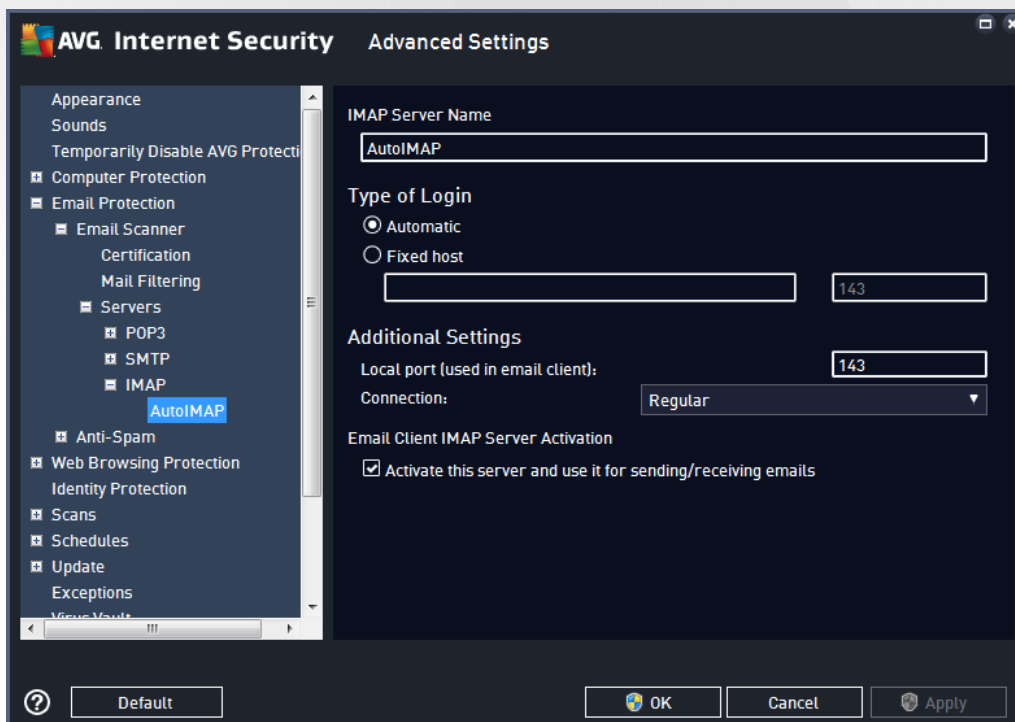 AVG. Internet Security Advanced Settings
Appearance
Sounds
Temporarily Disable AVG Protecti
Computer Protection
Email Protection
Email Scanner
Certification
Mail Filtering
Servers
POP3
SMTP
IMAP
AutoIMAP
Anti-Spam
Web Browsing Protection
Identity Protection
Scans
Schedules
Update
Exceptions
Virus Vault
IMAP Server Name
AutoIMAP
Type of Login
Automatic
Fixed host
143
Additional Settings
Local port (used in email client): 143
Connection: Regular
Email Client IMAP Server Activation
Activate this server and use it for sending/receiving emails
? Default OK Cancel Apply